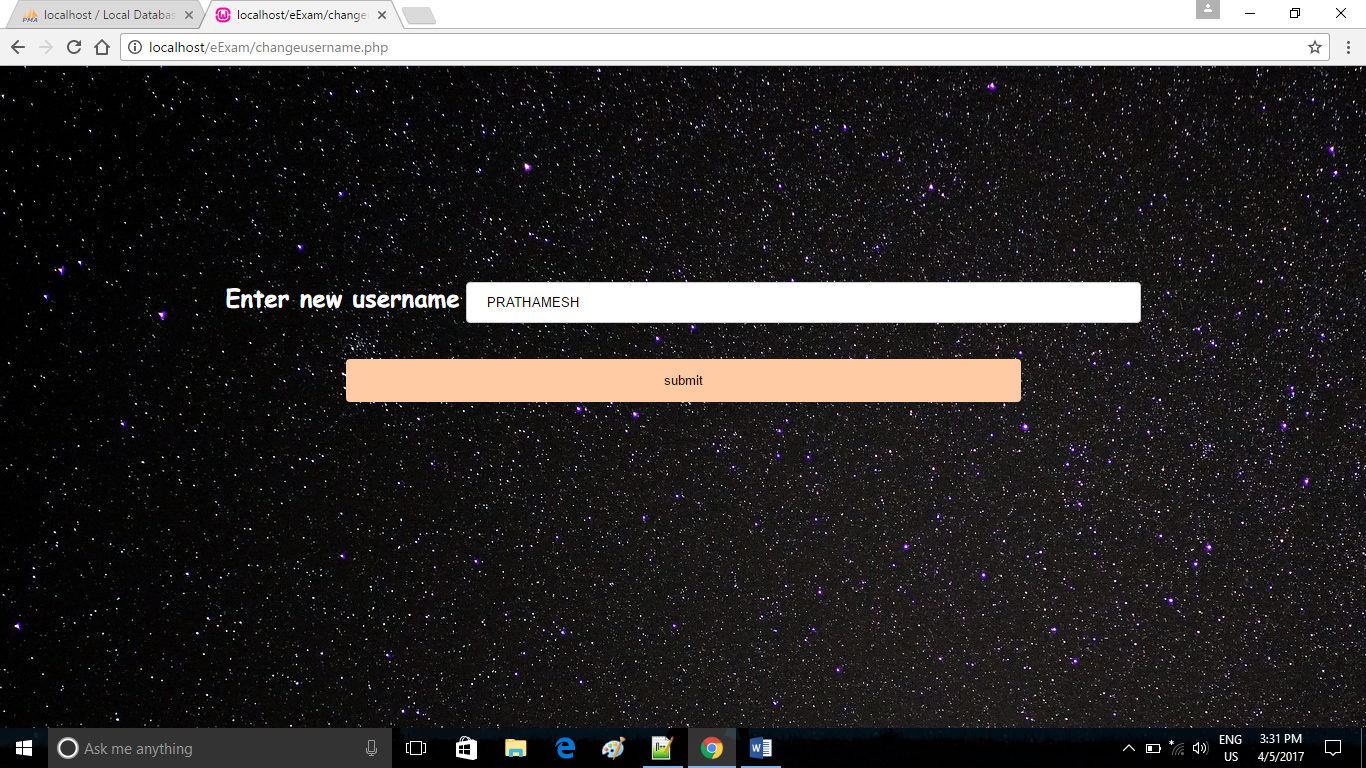 localhost / Local Databas
localhost/eExam/change
localhost/eExam/changeusername.php
Enter new username
PRATHAMESH
submit
Ask me anything
ENG
US
3:31 PM
4/5/2017